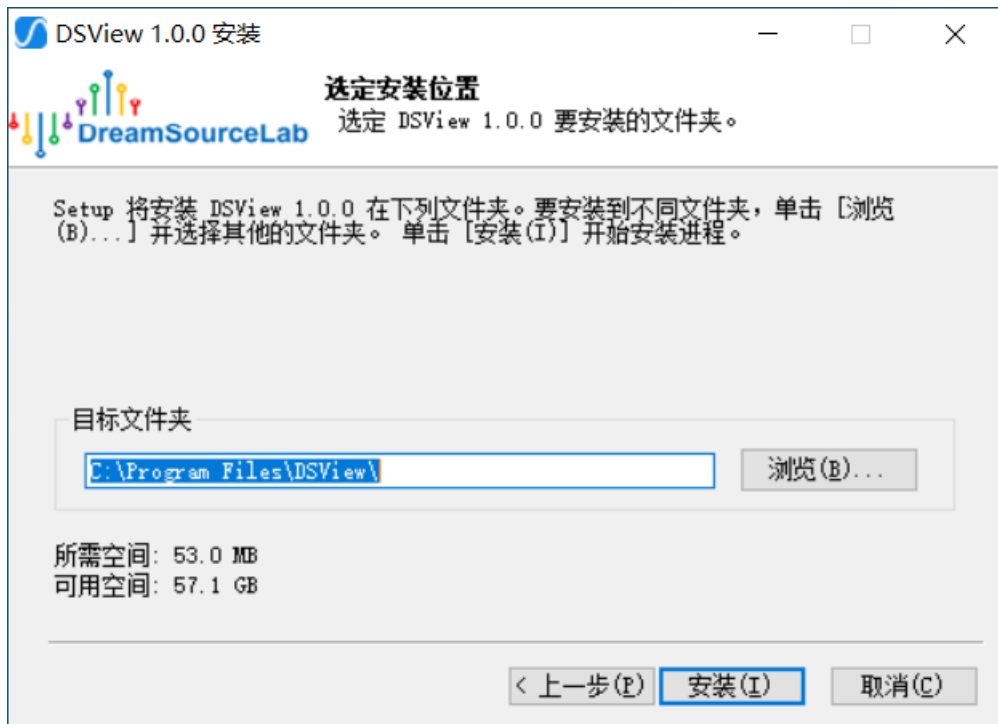 DSView 1.0.0 安装
选定安装位置
选定 DSView 1.0.0 要安装的文件夹。
DreamSourceLab
Setup 将安装 DSView 1.0.0 在下列文件夹。要安装到不同文件夹，单击 [浏览
(B)...] 并选择其他的文件夹。 单击 [安装(I)] 开始安装进程。
目标文件夹
C:\Program Files\DSView\
浏览(B)...
所需空间: 53.0 MB
可用空间: 57.1 GB
< 上一步(P) 安装(I) 取消(C)